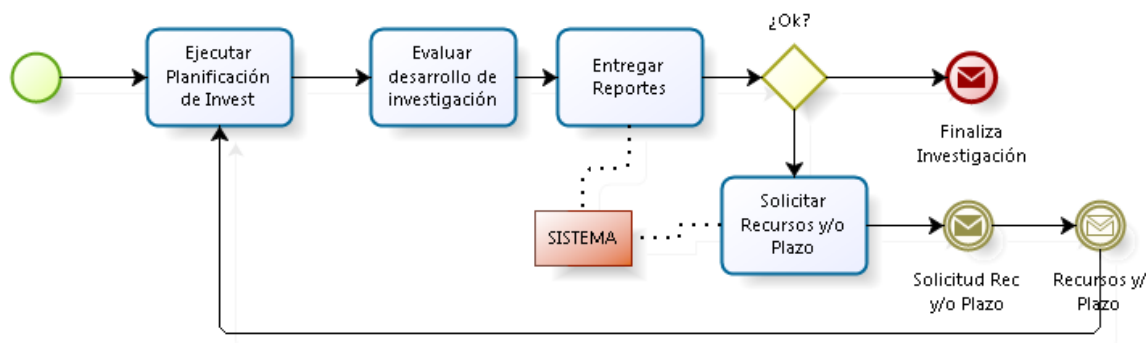 ¿Ok?
Ejecutar
Planificación
de Invest
Evaluar
desarrollo de
investigación
Entregar
Reportes
Finaliza
Investigación
Solicitar
Recursos y/o
Plazo
SISTEMA
Solicitud Rec
y/o Plazo
Recursos y/
Plazo